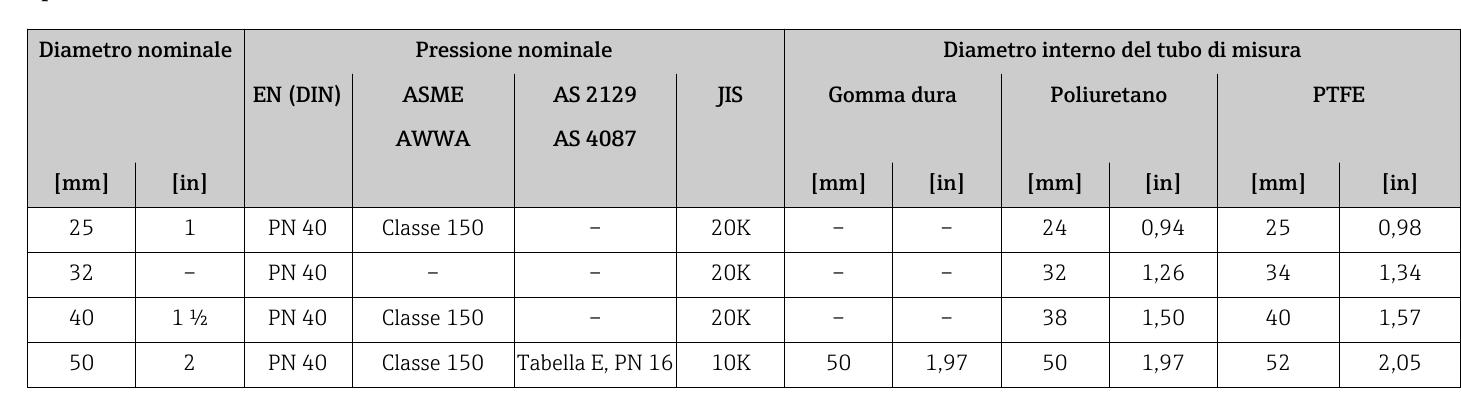 Diametro nominale Pressione nominale Diametro interno del tubo di misura
EN (DIN) ASME AS 2129 JIS Gomma dura Poliuretano PTFE
AWWA AS 4087
[mm] [in] [mm] [in] [mm] [in] [mm] [in]
25 1 PN 40 Classe 150 – 20K – – 24 0,94 25 0,98
32 – PN 40 – – 20K – – 32 1,26 34 1,34
40 1 ½ PN 40 Classe 150 – 20K – – 38 1,50 40 1,57
50 2 PN 40 Classe 150 Tabella E, PN 16 10K 50 1,97 50 1,97 52 2,05